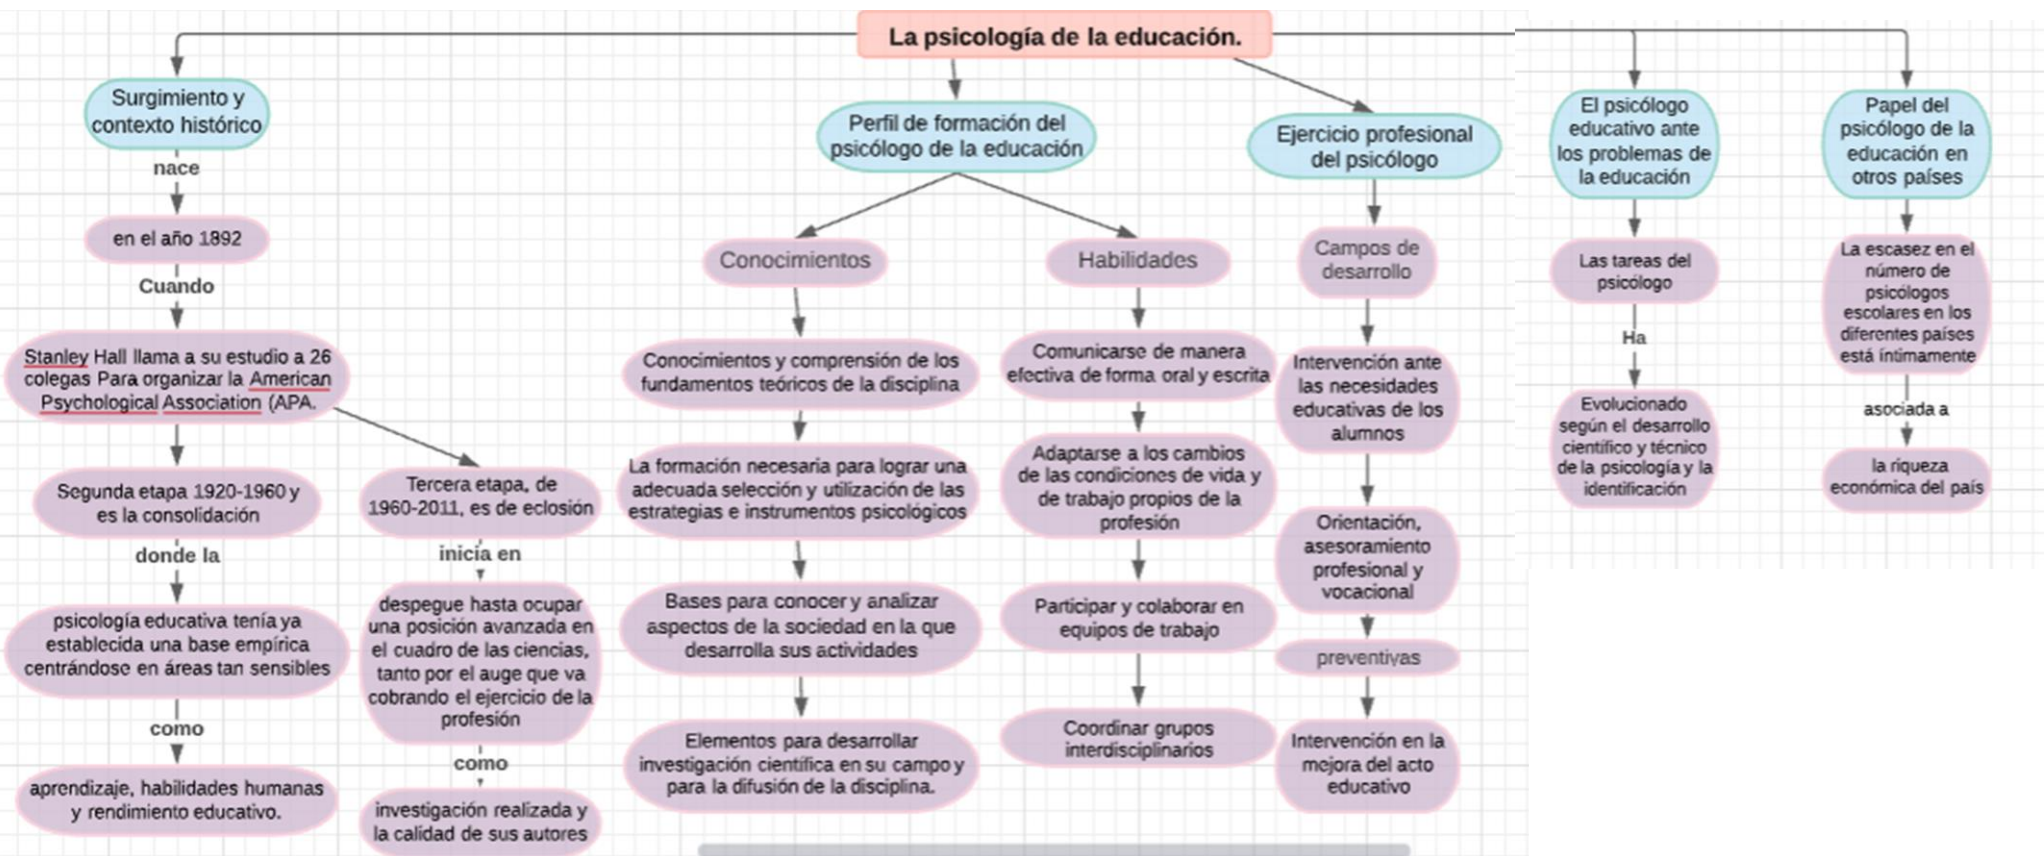 La psicología de la educación.
Surgimiento y
contexto histórico
nace
en el año 1892
Cuando
Stanley Hall llama a su estudio a 26
colegas Para organizar la American
Psychological Association (APA.
Segunda etapa 1920-1960 y
es la consolidación
donde la
psicología educativa tenía ya
establecida una base empírica
centrándose en áreas tan sensibles
como
aprendizaje, habilidades humanas
y rendimiento educativo.
Tercera etapa, de
1960-2011, es de eclosión
inicia en
despegue hasta ocupar
una posición avanzada en
el cuadro de las ciencias,
tanto por el auge que va
cobrando el ejercicio de la
profesión
como
investigación realizada y
la calidad de sus autores
Perfil de formación del
psicólogo de la educación
Conocimientos
Conocimientos y comprensión de los
fundamentos teóricos de la disciplina
La formación necesaria para lograr una
adecuada selección y utilización de las
estrategias e instrumentos psicológicos
Bases para conocer y analizar
aspectos de la sociedad en la que
desarrolla sus actividades
Elementos para desarrollar
investigación científica en su campo y
para la difusión de la disciplina.
Habilidades
Comunicarse de manera
efectiva de forma oral y escrita
Adaptarse a los cambios
de las condiciones de vida y
de trabajo propios de la
profesión
Participar y colaborar en
equipos de trabajo
Coordinar grupos
interdisciplinarios
Ejercicio profesional
del psicólogo
Campos de
desarrollo
Intervención ante
las necesidades
educativas de los
alumnos
Orientación,
asesoramiento
profesional y
vocacional
preventivas
Intervención en la
mejora del acto
educativo
El psicólogo
educativo ante
los problemas de
la educación
Las tareas del
psicólogo
Ha
Evolucionado
según el desarrollo
científico y técnico
de la psicología y la
identificación
Papel del
psicólogo de la
educación en
otros países
La escasez en el
número de
psicólogos
escolares en los
diferentes países
está íntimamente
asociada a
la riqueza
económica del país